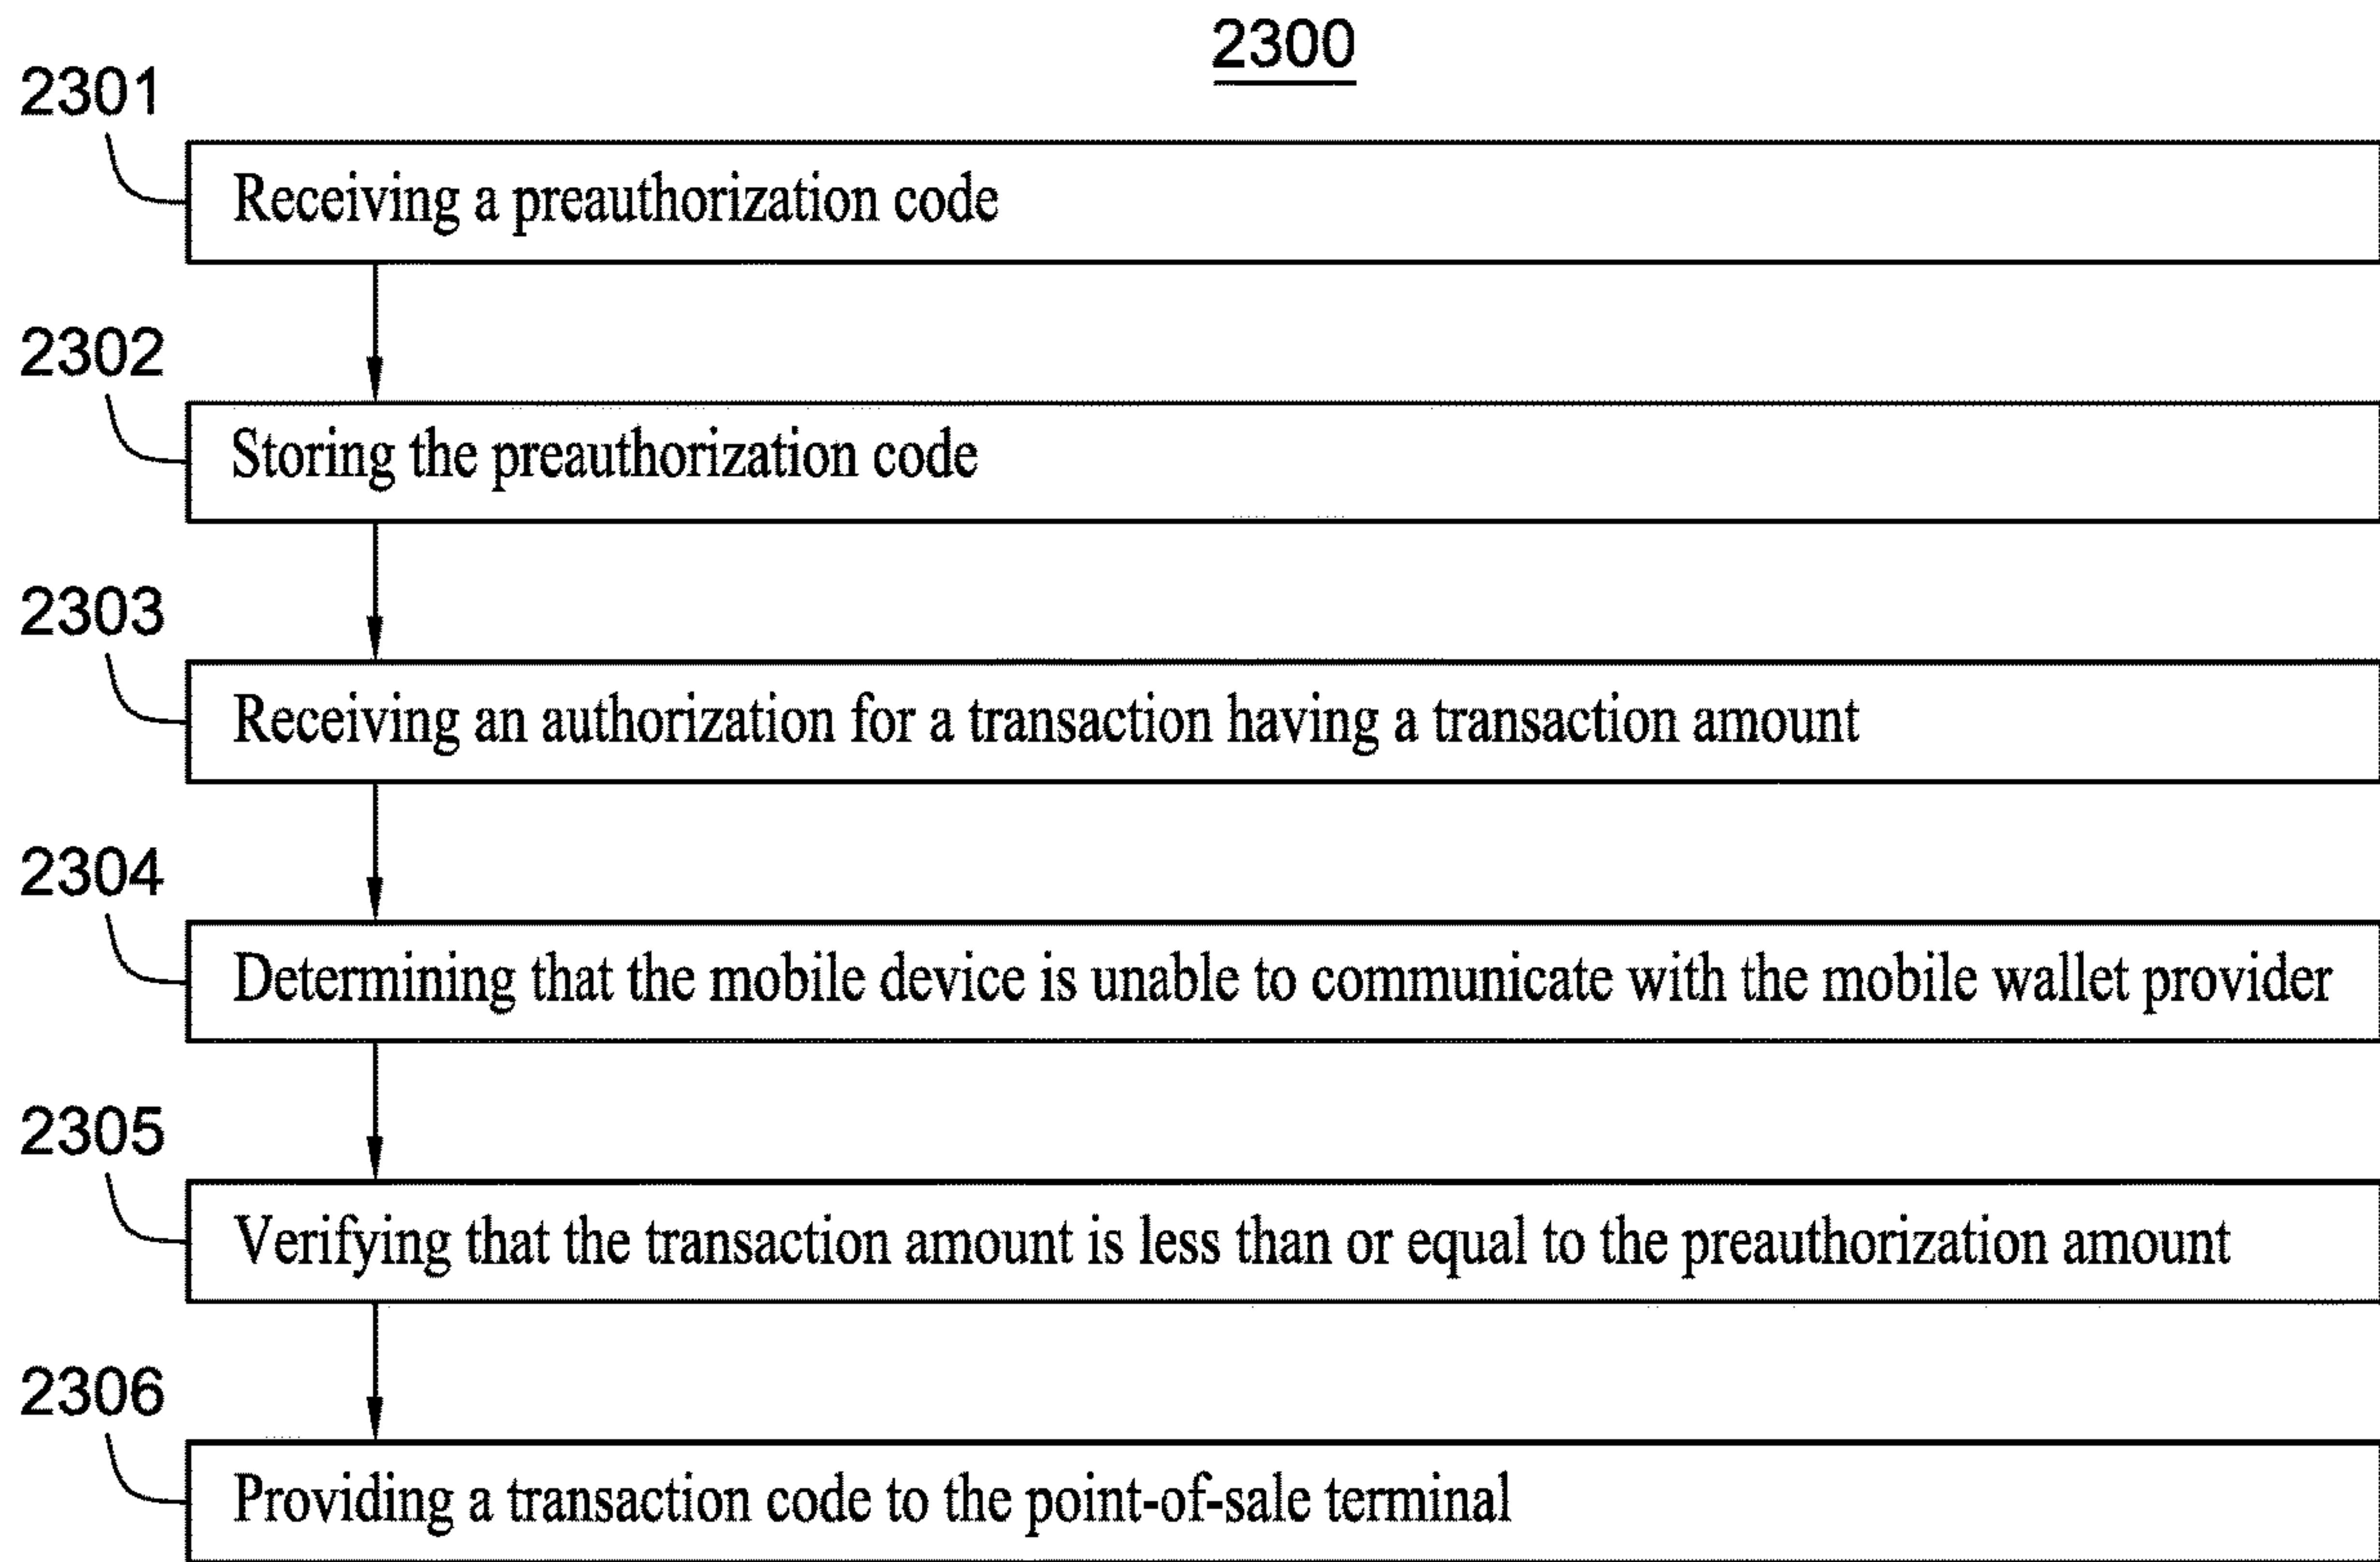 2300
2301
Receiving a preauthorization code
2302
Storing the preauthorization code
2303
Receiving an authorization for a transaction having a transaction amount
2304
Determining that the mobile device is unable to communicate with the mobile wallet provider
2305
Verifying that the transaction amount is less than or equal to the preauthorization amount
2306
Providing a transaction code to the point-of-sale terminal